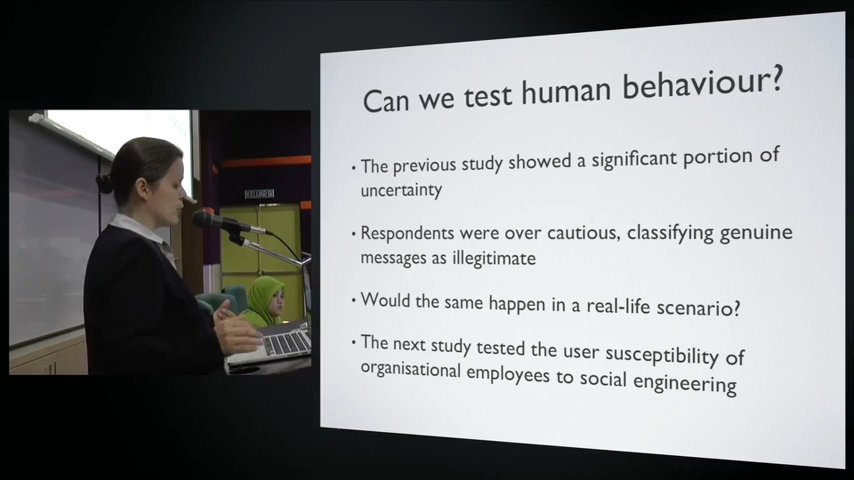 Can we test human behaviour?
• The previous study showed a significant portion of
uncertainty
• Respondents were over cautious, classifying genuine
messages as illegitimate
• Would the same happen in a real-life scenario?
• The next study tested the user susceptibility of
organisational employees to social engineering